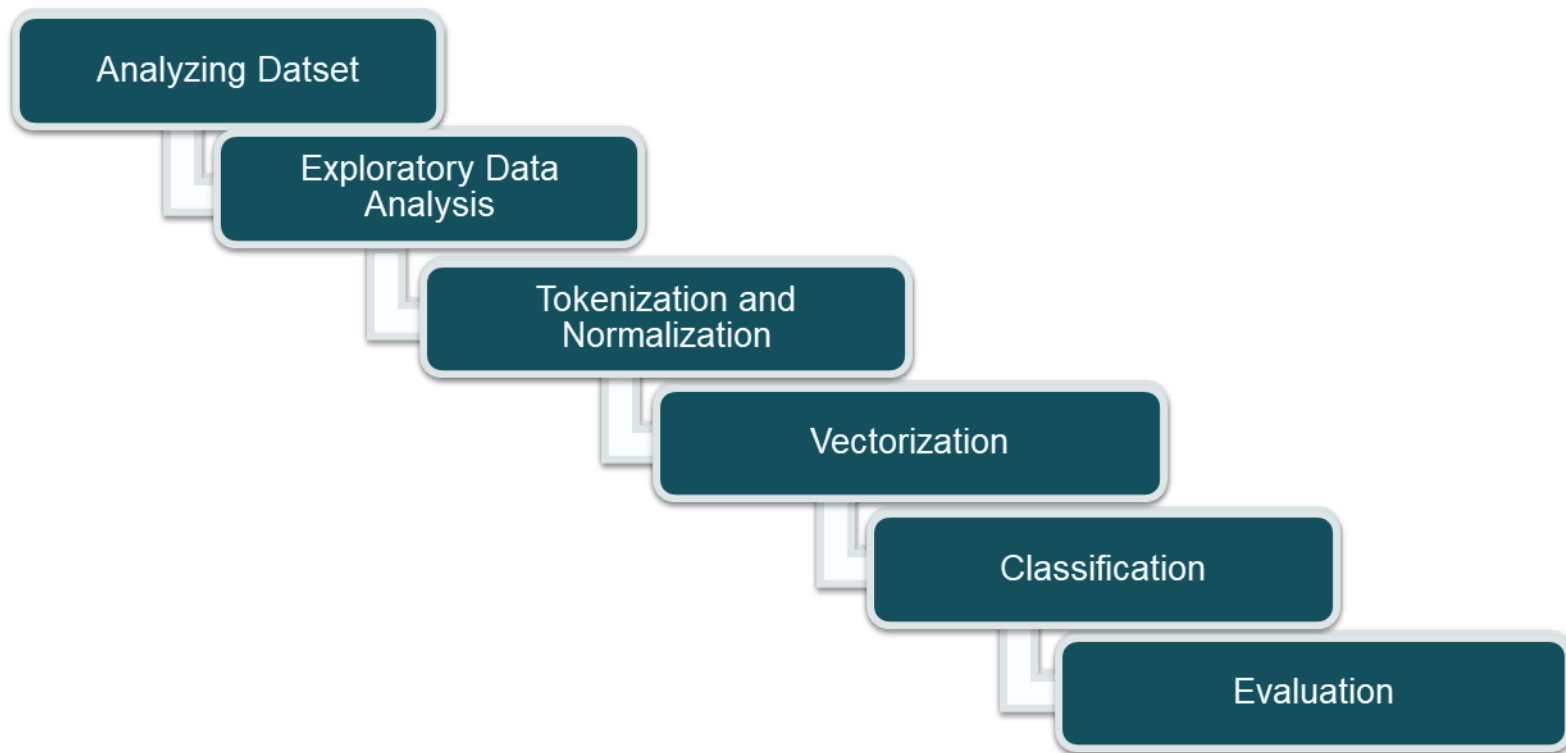 Analyzing Datset
Exploratory Data
Analysis
Tokenization and
Normalization
Vectorization
Classification
Evaluation